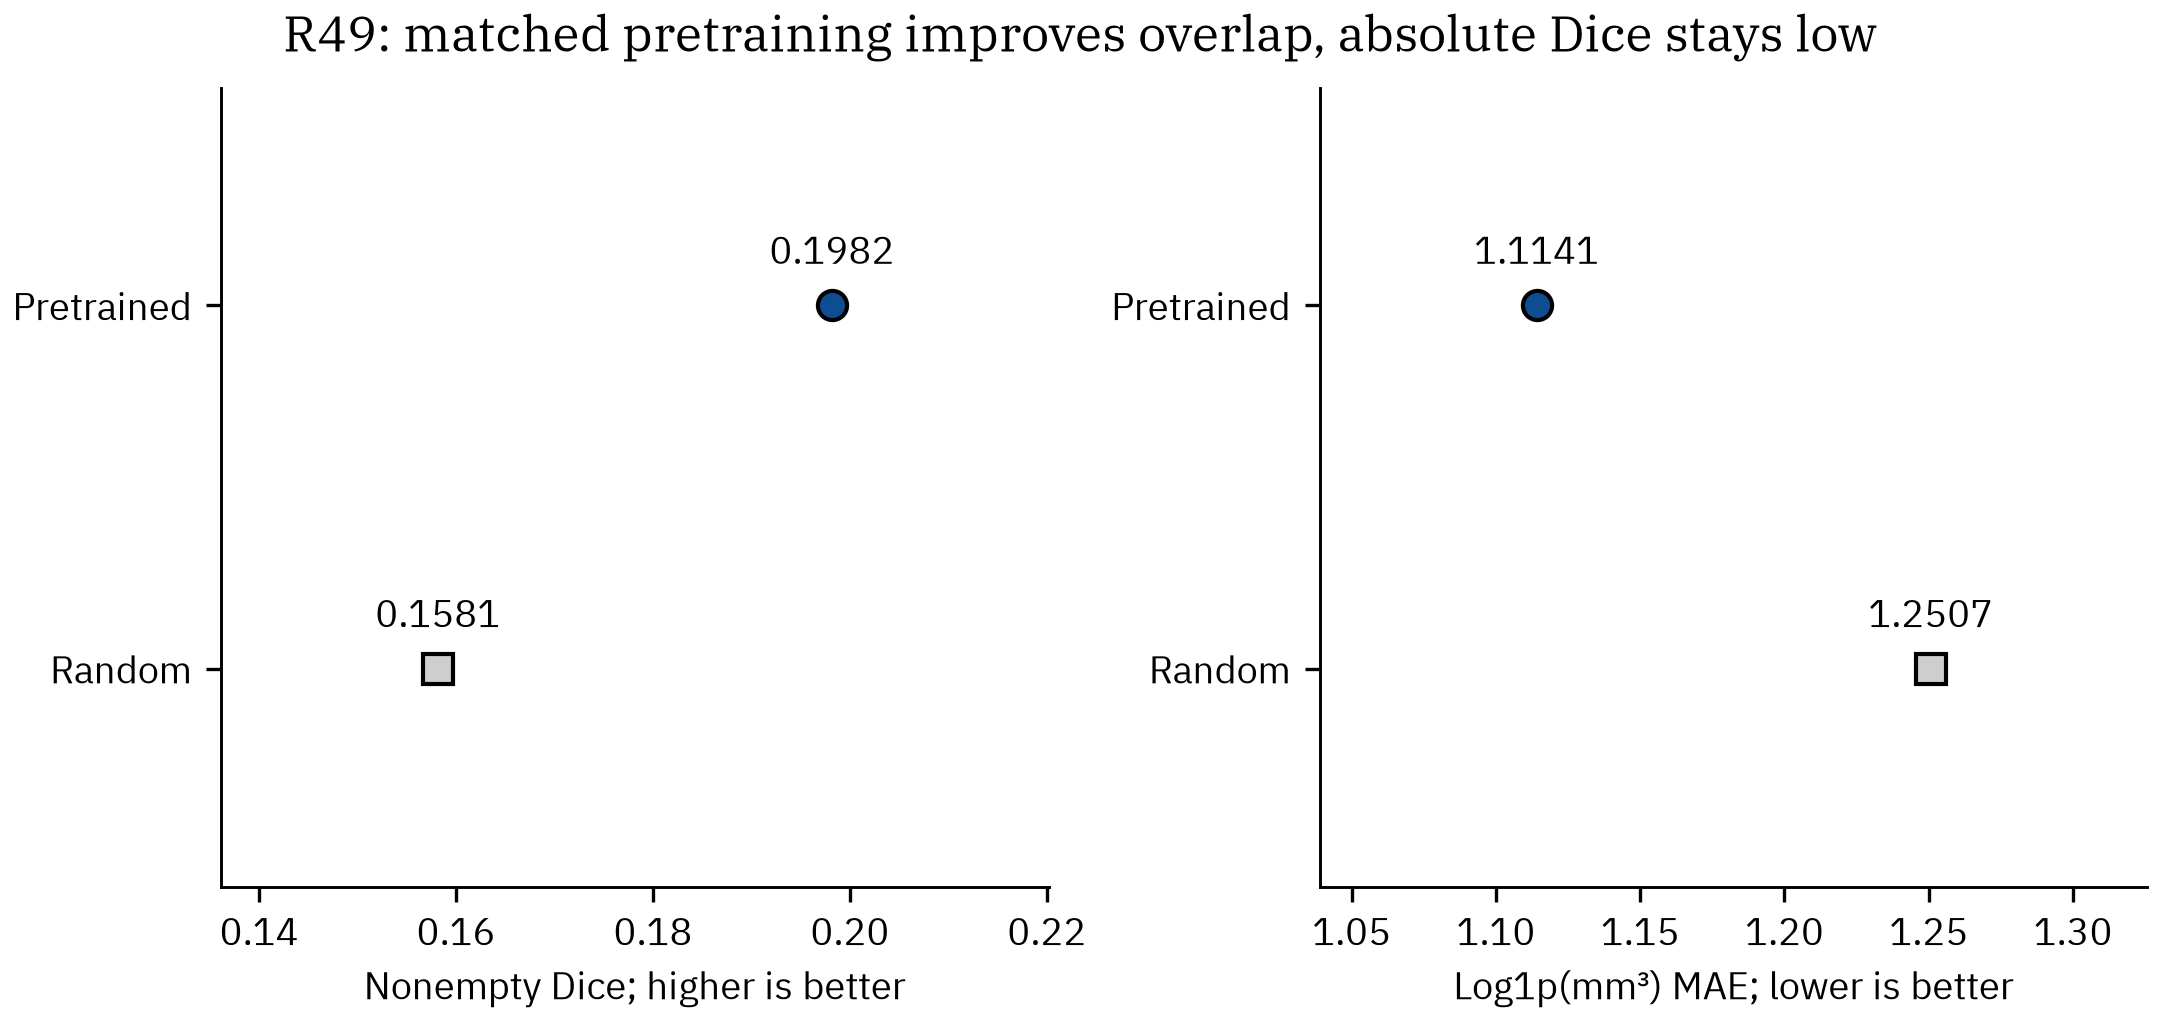 R49: matched pretraining improves overlap, absolute Dice stays low
Pretrained
0.1982
Random
0.1581
0.14 0.16 0.18 0.20 0.22
Nonempty Dice; higher is better
Pretrained
1.1141
Random
1.2507
1.05 1.10 1.15 1.20 1.25 1.30
Log1p(mm³) MAE; lower is better